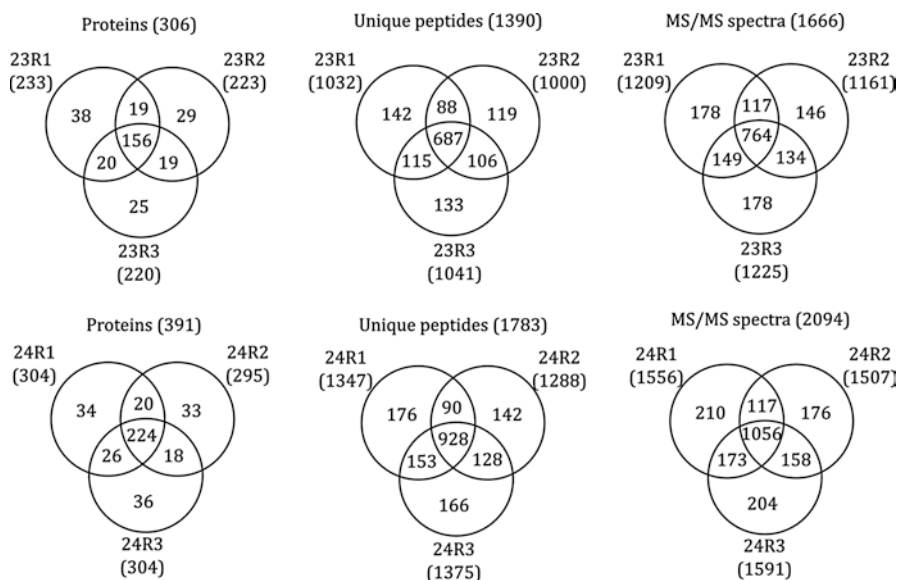 Proteins (306)
23R1
(233)
23R2
(223)
38
19
29
156
20
19
25
23R3
(220)
Unique peptides (1390)
23R1
(1032)
23R2
(1000)
142
88
119
687
115
106
133
23R3
(1041)
MS/MS spectra (1666)
23R1
(1209)
23R2
(1161)
178
117
146
764
149
134
178
23R3
(1225)
Proteins (391)
24R1
(304)
24R2
(295)
34
20
33
224
26
18
36
24R3
(304)
Unique peptides (1783)
24R1
(1347)
24R2
(1288)
176
90
142
928
153
128
166
24R3
(1375)
MS/MS spectra (2094)
24R1
(1556)
24R2
(1507)
210
117
176
1056
173
158
204
24R3
(1591)